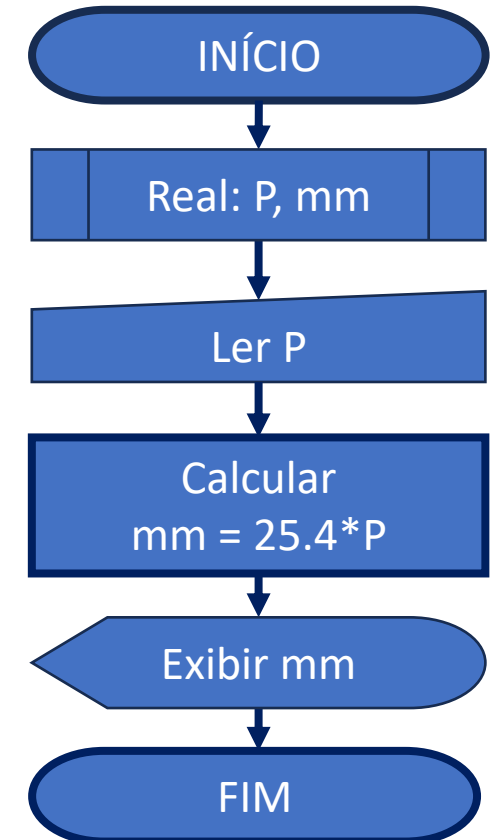 INÍCIO
Real: P, mm
Ler P
Calcular
mm = 25.4*P
Exibir mm
FIM